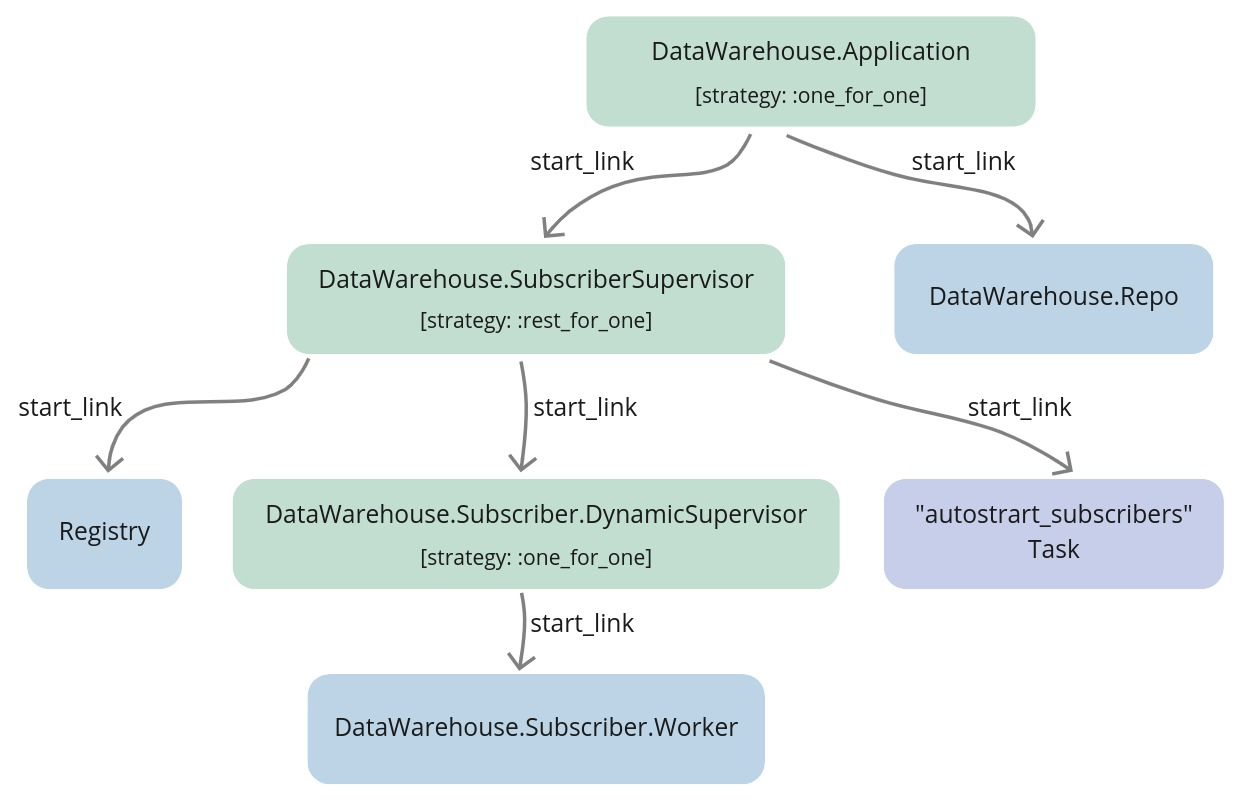 DataWarehouse.Application
[strategy: :one_for_one]
start_link
start_link
DataWarehouse.SubscriberSupervisor
[strategy: :rest_for_one]
DataWarehouse.Repo
start_link
start_link
start_link
Registry
DataWarehouse.Subscriber.DynamicSupervisor
[strategy: :one_for_one]
"autostrart_subscribers"
Task
start_link
DataWarehouse.Subscriber.Worker